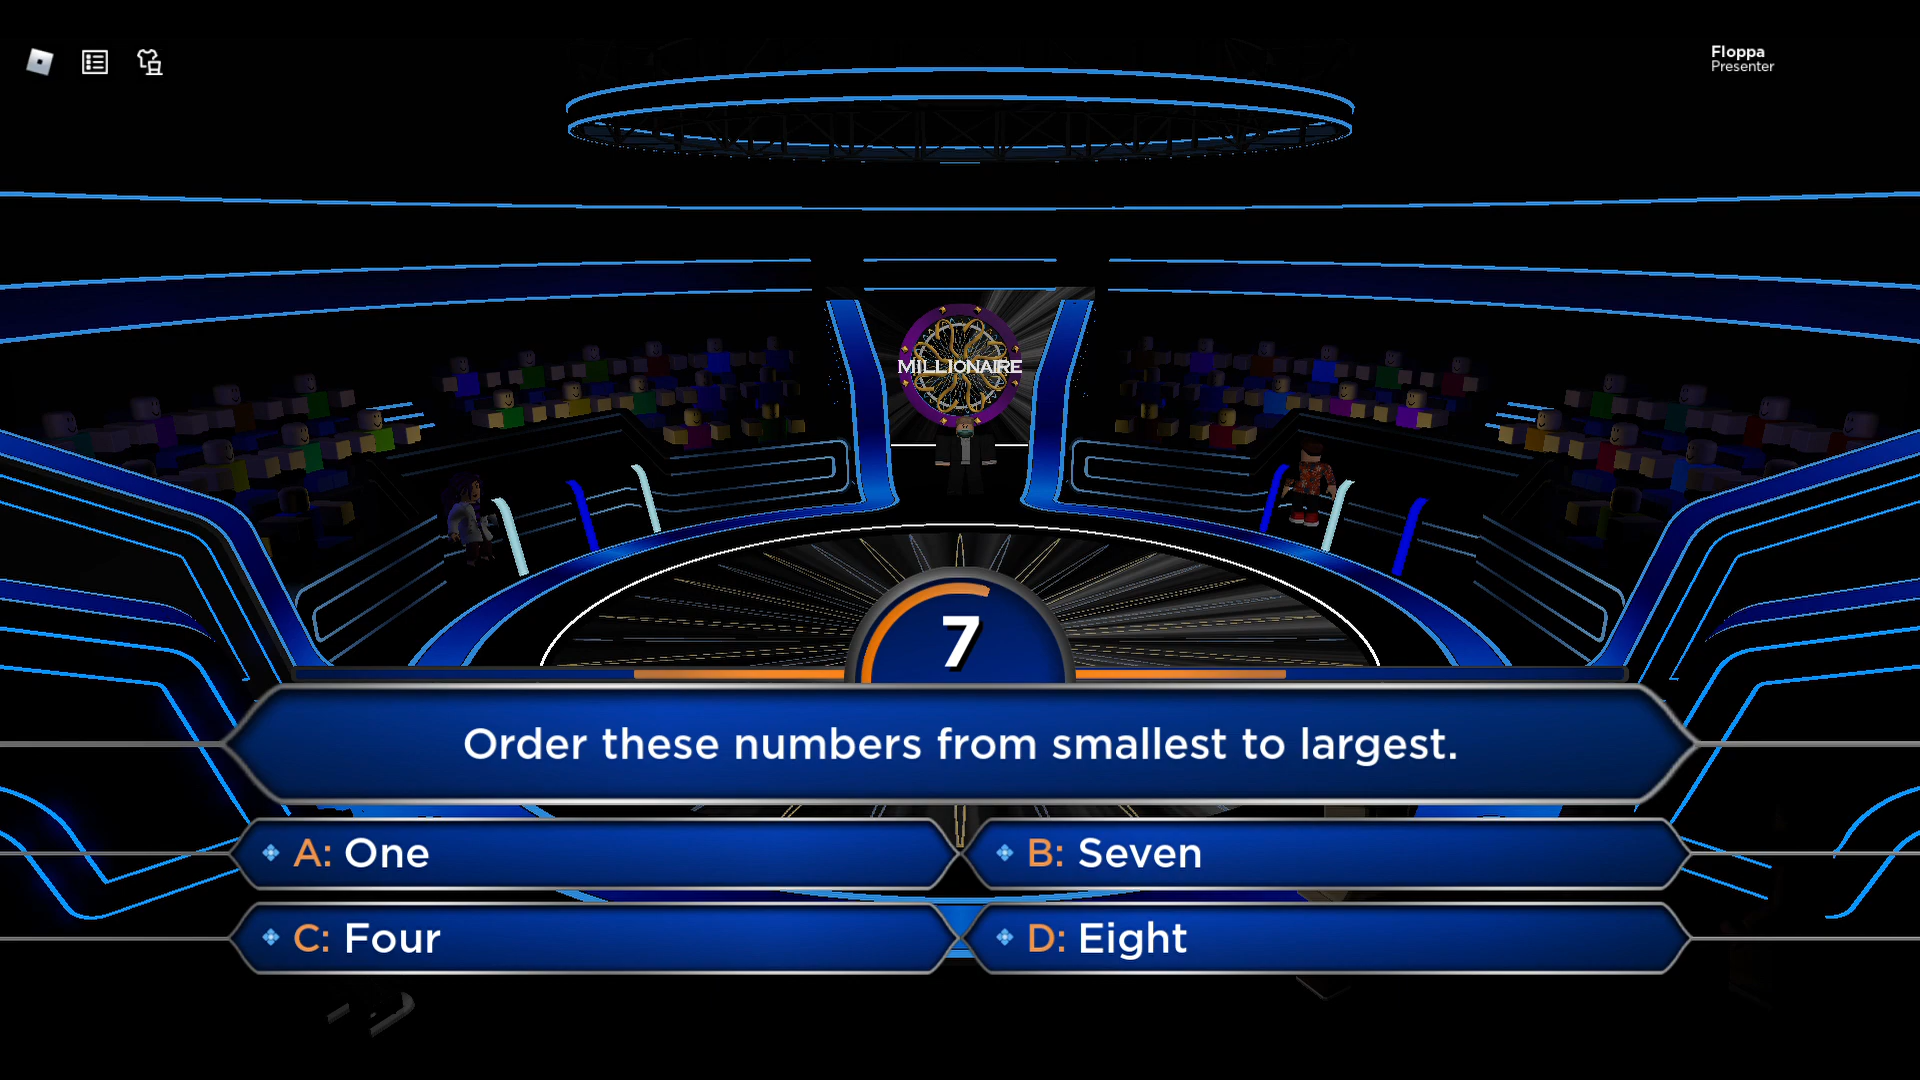 Floppa
Presenter
MILLIONAIRE
7
Order these numbers from smallest to largest.
A: One
B: Seven
C: Four
D: Eight